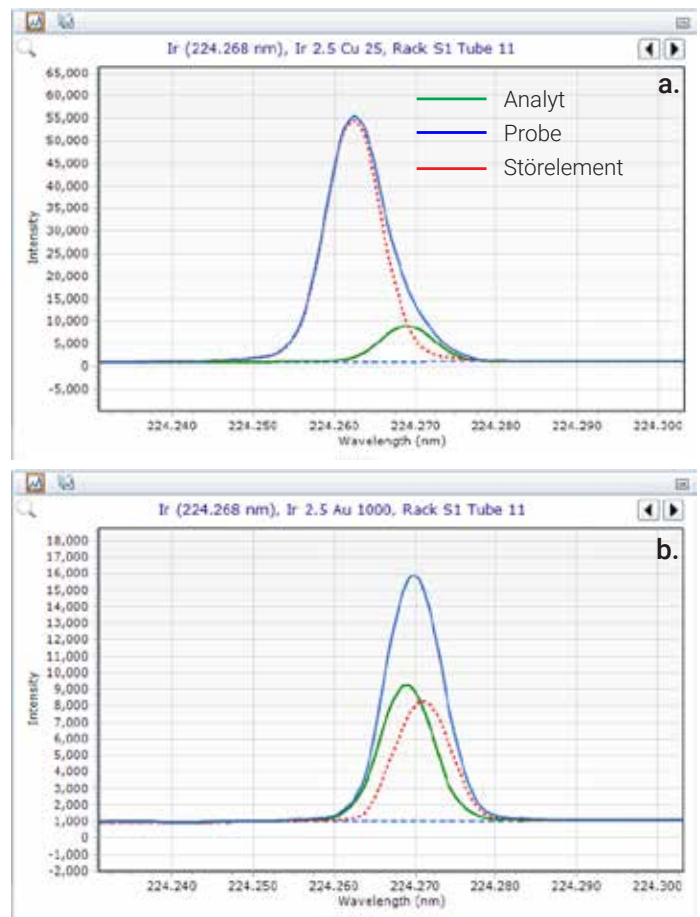 Ir (224.268 nm), Ir 2.5 Cu 25, Rack S1 Tube 11
a.
65,000
60,000
55,000
50,000
45,000
40,000
35,000
30,000
25,000
20,000
15,000
10,000
5,000
0
-5,000
Intensity
Analyt
Probe
Störelement
224.240 224.250 224.260 224.270 224.280 224.290 224.300
Wavelength (nm)
Ir (224.268 nm), Ir 2.5 Au 1000, Rack S1 Tube 11
b.
18,000
17,000
16,000
15,000
14,000
13,000
12,000
11,000
10,000
9,000
8,000
7,000
6,000
5,000
4,000
3,000
2,000
1,000
0
-1,000
-2,000
Intensity
224.240 224.250 224.260 224.270 224.280 224.290 224.300
Wavelength (nm)